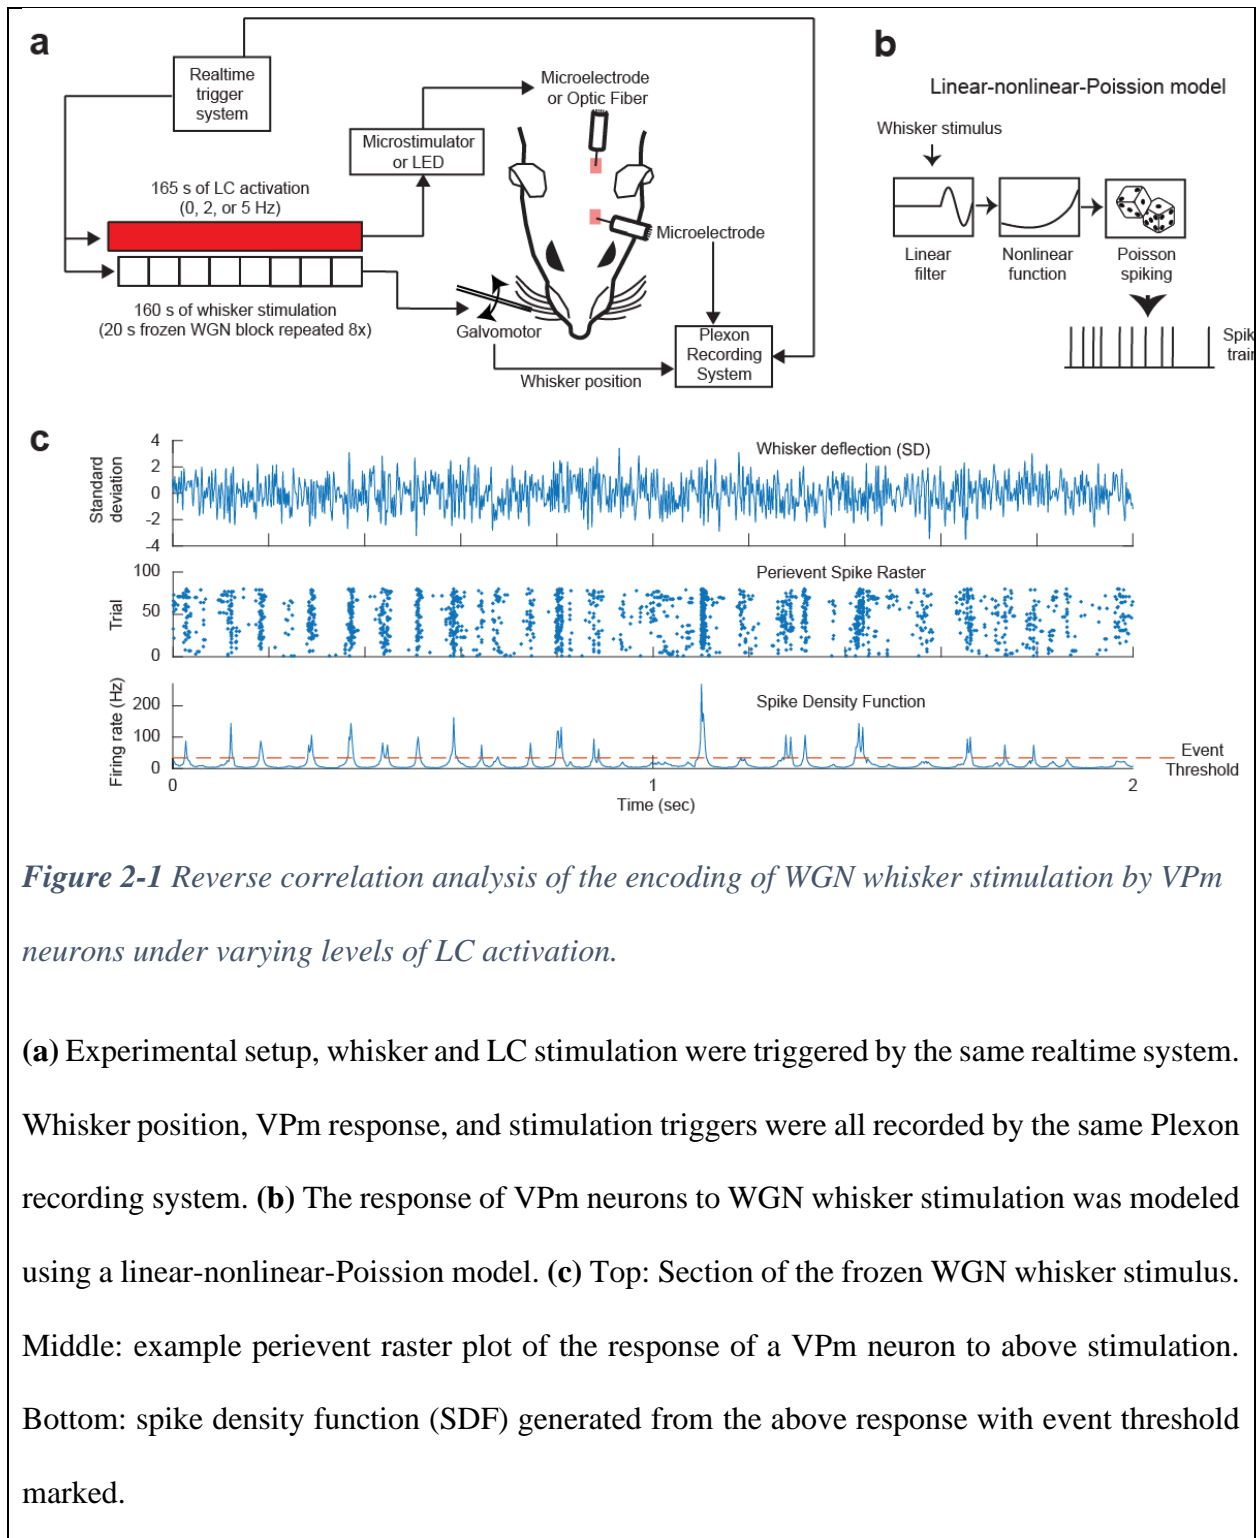 a
Realtime
trigger
system
Microelectrode
or Optic Fiber
Microstimulator
or LED
165 s of LC activation
(0, 2, or 5 Hz)
Microelectrode
160 s of whisker stimulation
(20 s frozen WGN block repeated 8x)
Galvomotor
Whisker position
Plexon
Recording
System
b
Linear-nonlinear-Poission model
Whisker stimulus
Linear
filter
Nonlinear
function
Poisson
spiking
Spik
train
c
Standard
deviation
4
2
0
-2
-4
Whisker deflection (SD)
Trial
100
50
0
Perievent Spike Raster
Firing rate (Hz)
200
100
0
Spike Density Function
Event
Threshold
0
1
2
Time (sec)
Figure 2-1 Reverse correlation analysis of the encoding of WGN whisker stimulation by VPm
neurons under varying levels of LC activation.
(a) Experimental setup, whisker and LC stimulation were triggered by the same realtime system.
Whisker position, VPm response, and stimulation triggers were all recorded by the same Plexon
recording system. (b) The response of VPm neurons to WGN whisker stimulation was modeled
using a linear-nonlinear-Poission model. (c) Top: Section of the frozen WGN whisker stimulus.
Middle: example perievent raster plot of the response of a VPm neuron to above stimulation.
Bottom: spike density function (SDF) generated from the above response with event threshold
marked.